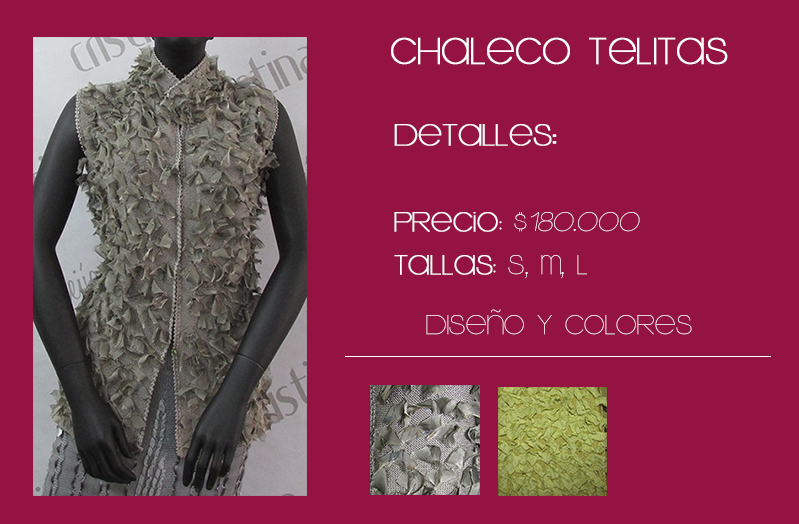 Chaleco Telitas
Detalles:
Precio: $180.000
Tallas: S, M, L
Diseño y colores